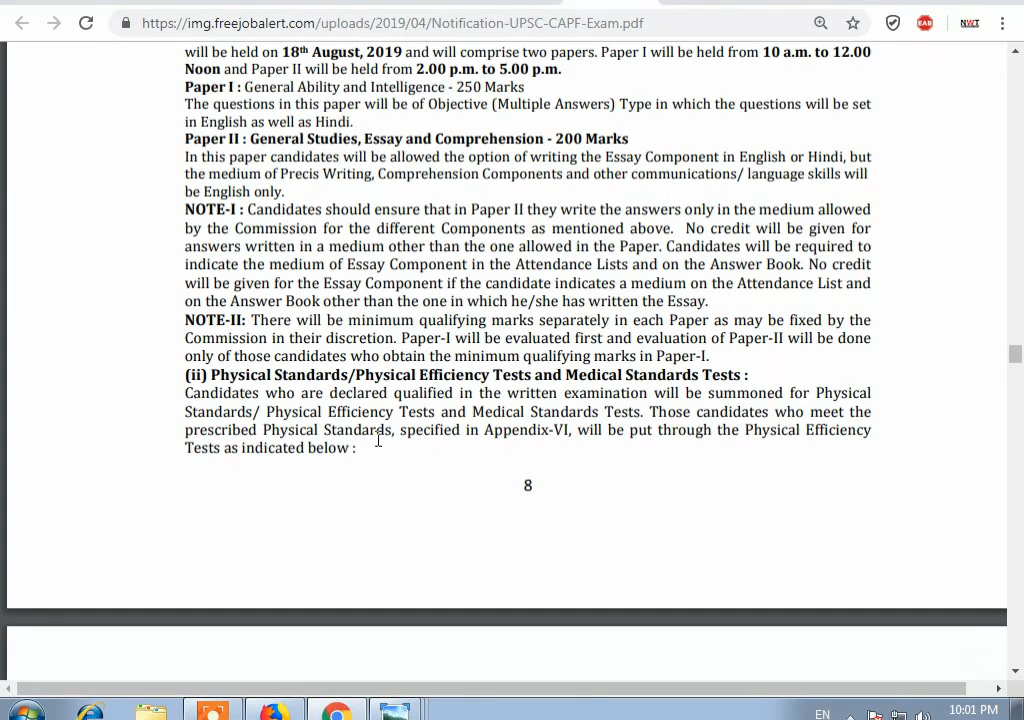 https://img.freejobalert.com/uploads/2019/04/Notification-UPSC-CAPF-Exam.pdf
EAB
NWT
will be held on 18th August, 2019 and will comprise two papers. Paper I will be held from 10 a.m. to 12.00
Noon and Paper II will be held from 2.00 p.m. to 5.00 p.m.
Paper I : General Ability and Intelligence - 250 Marks
The questions in this paper will be of Objective (Multiple Answers) Type in which the questions will be set
in English as well as Hindi.
Paper II : General Studies, Essay and Comprehension - 200 Marks
In this paper candidates will be allowed the option of writing the Essay Component in English or Hindi, but
the medium of Precis Writing, Comprehension Components and other communications/ language skills will
be English only.
NOTE-I : Candidates should ensure that in Paper II they write the answers only in the medium allowed
by the Commission for the different Components as mentioned above. No credit will be given for
answers written in a medium other than the one allowed in the Paper. Candidates will be required to
indicate the medium of Essay Component in the Attendance Lists and on the Answer Book. No credit
will be given for the Essay Component if the candidate indicates a medium on the Attendance List and
on the Answer Book other than the one in which he/she has written the Essay.
NOTE-II: There will be minimum qualifying marks separately in each Paper as may be fixed by the
Commission in their discretion. Paper-I will be evaluated first and evaluation of Paper-II will be done
only of those candidates who obtain the minimum qualifying marks in Paper-I.
(ii) Physical Standards/Physical Efficiency Tests and Medical Standards Tests :
Candidates who are declared qualified in the written examination will be summoned for Physical
Standards/ Physical Efficiency Tests and Medical Standards Tests. Those candidates who meet the
prescribed Physical Standards, specified in Appendix-VI, will be put through the Physical Efficiency
Tests as indicated below :
8
EN
10:01 PM